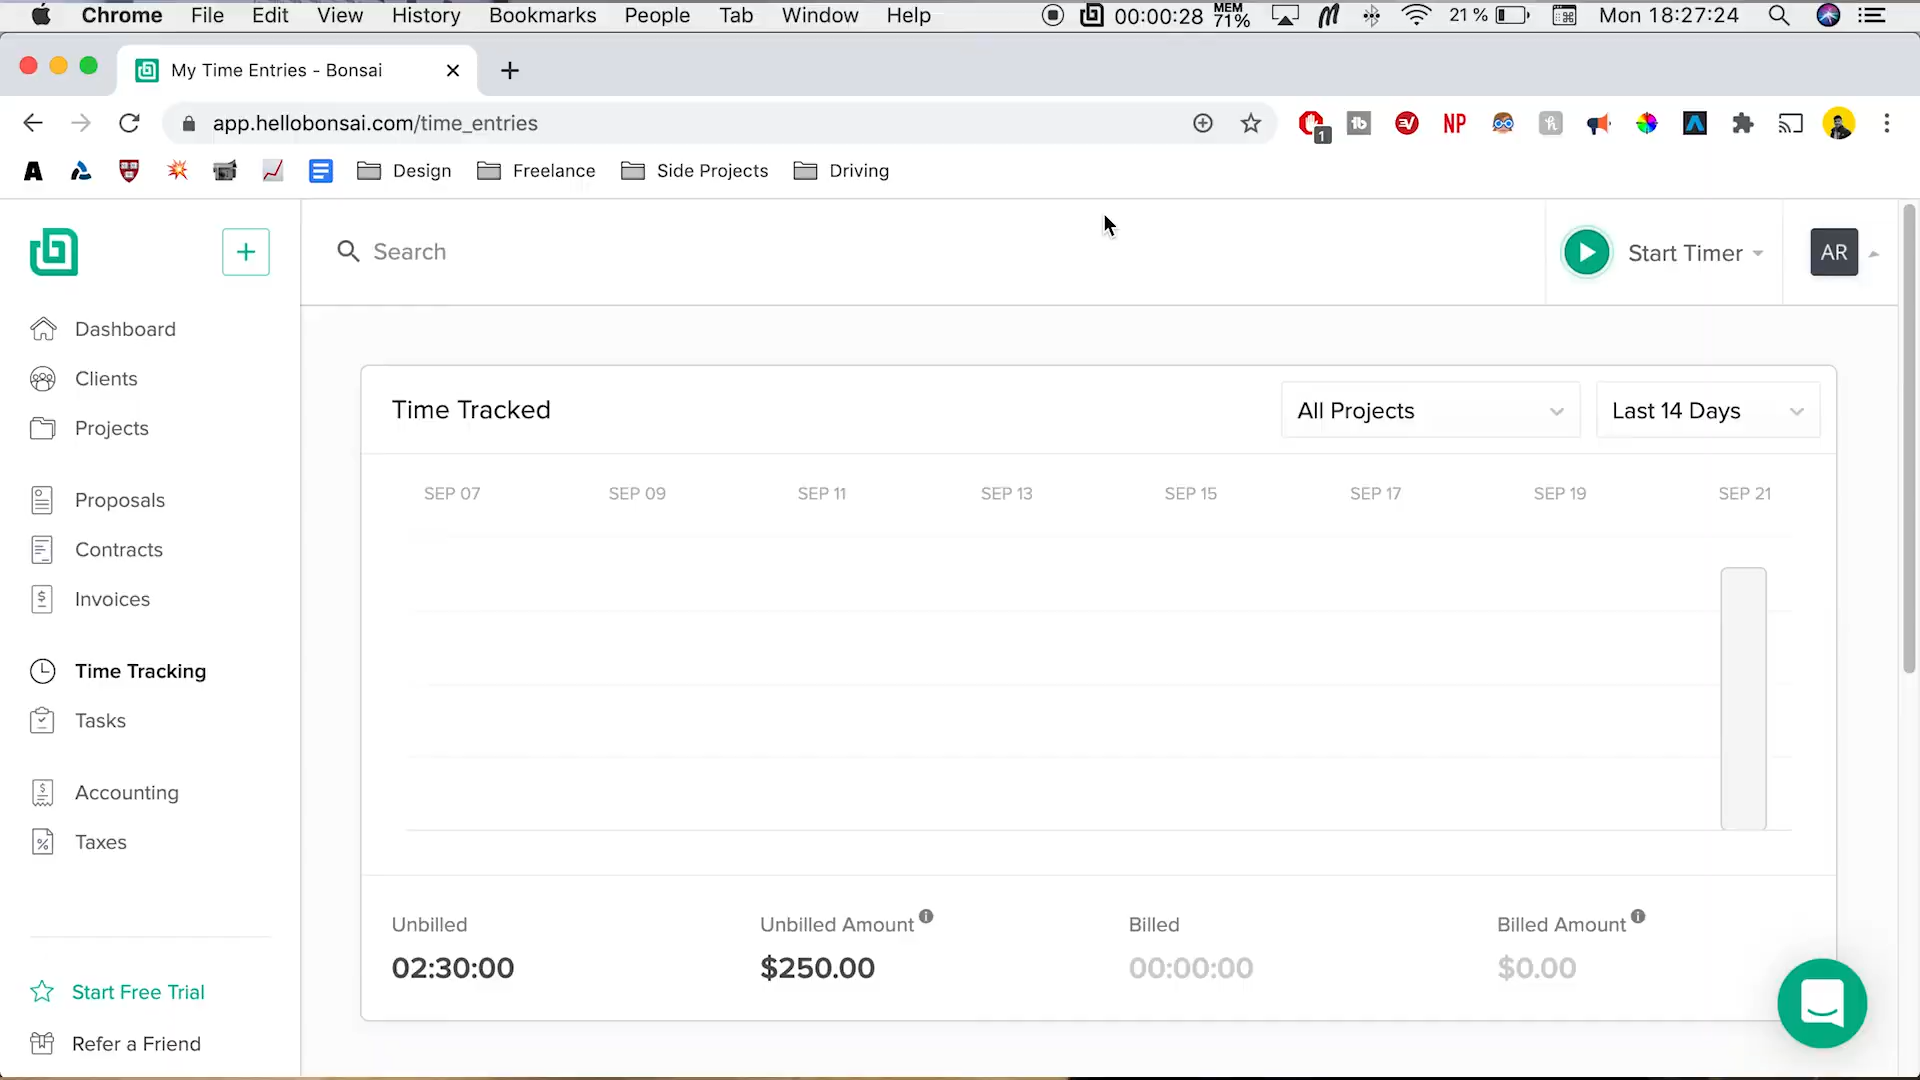 Chrome File Edit View History Bookmarks People Tab Window Help 00:00:28 MEM 71% 21 % Mon 18:27:24
My Time Entries - Bonsai
app.hellobonsai.com/time_entries
1 tb EV NP h
A Design Freelance Side Projects Driving
+ Search Start Timer AR
Dashboard
Clients
Projects
Proposals
Contracts
Invoices
Time Tracking
Tasks
Accounting
Taxes
Start Free Trial
Refer a Friend
Time Tracked All Projects Last 14 Days
SEP 07 SEP 09 SEP 11 SEP 13 SEP 15 SEP 17 SEP 19 SEP 21
Unbilled Unbilled Amount Billed Billed Amount
02:30:00 $250.00 00:00:00 $0.00